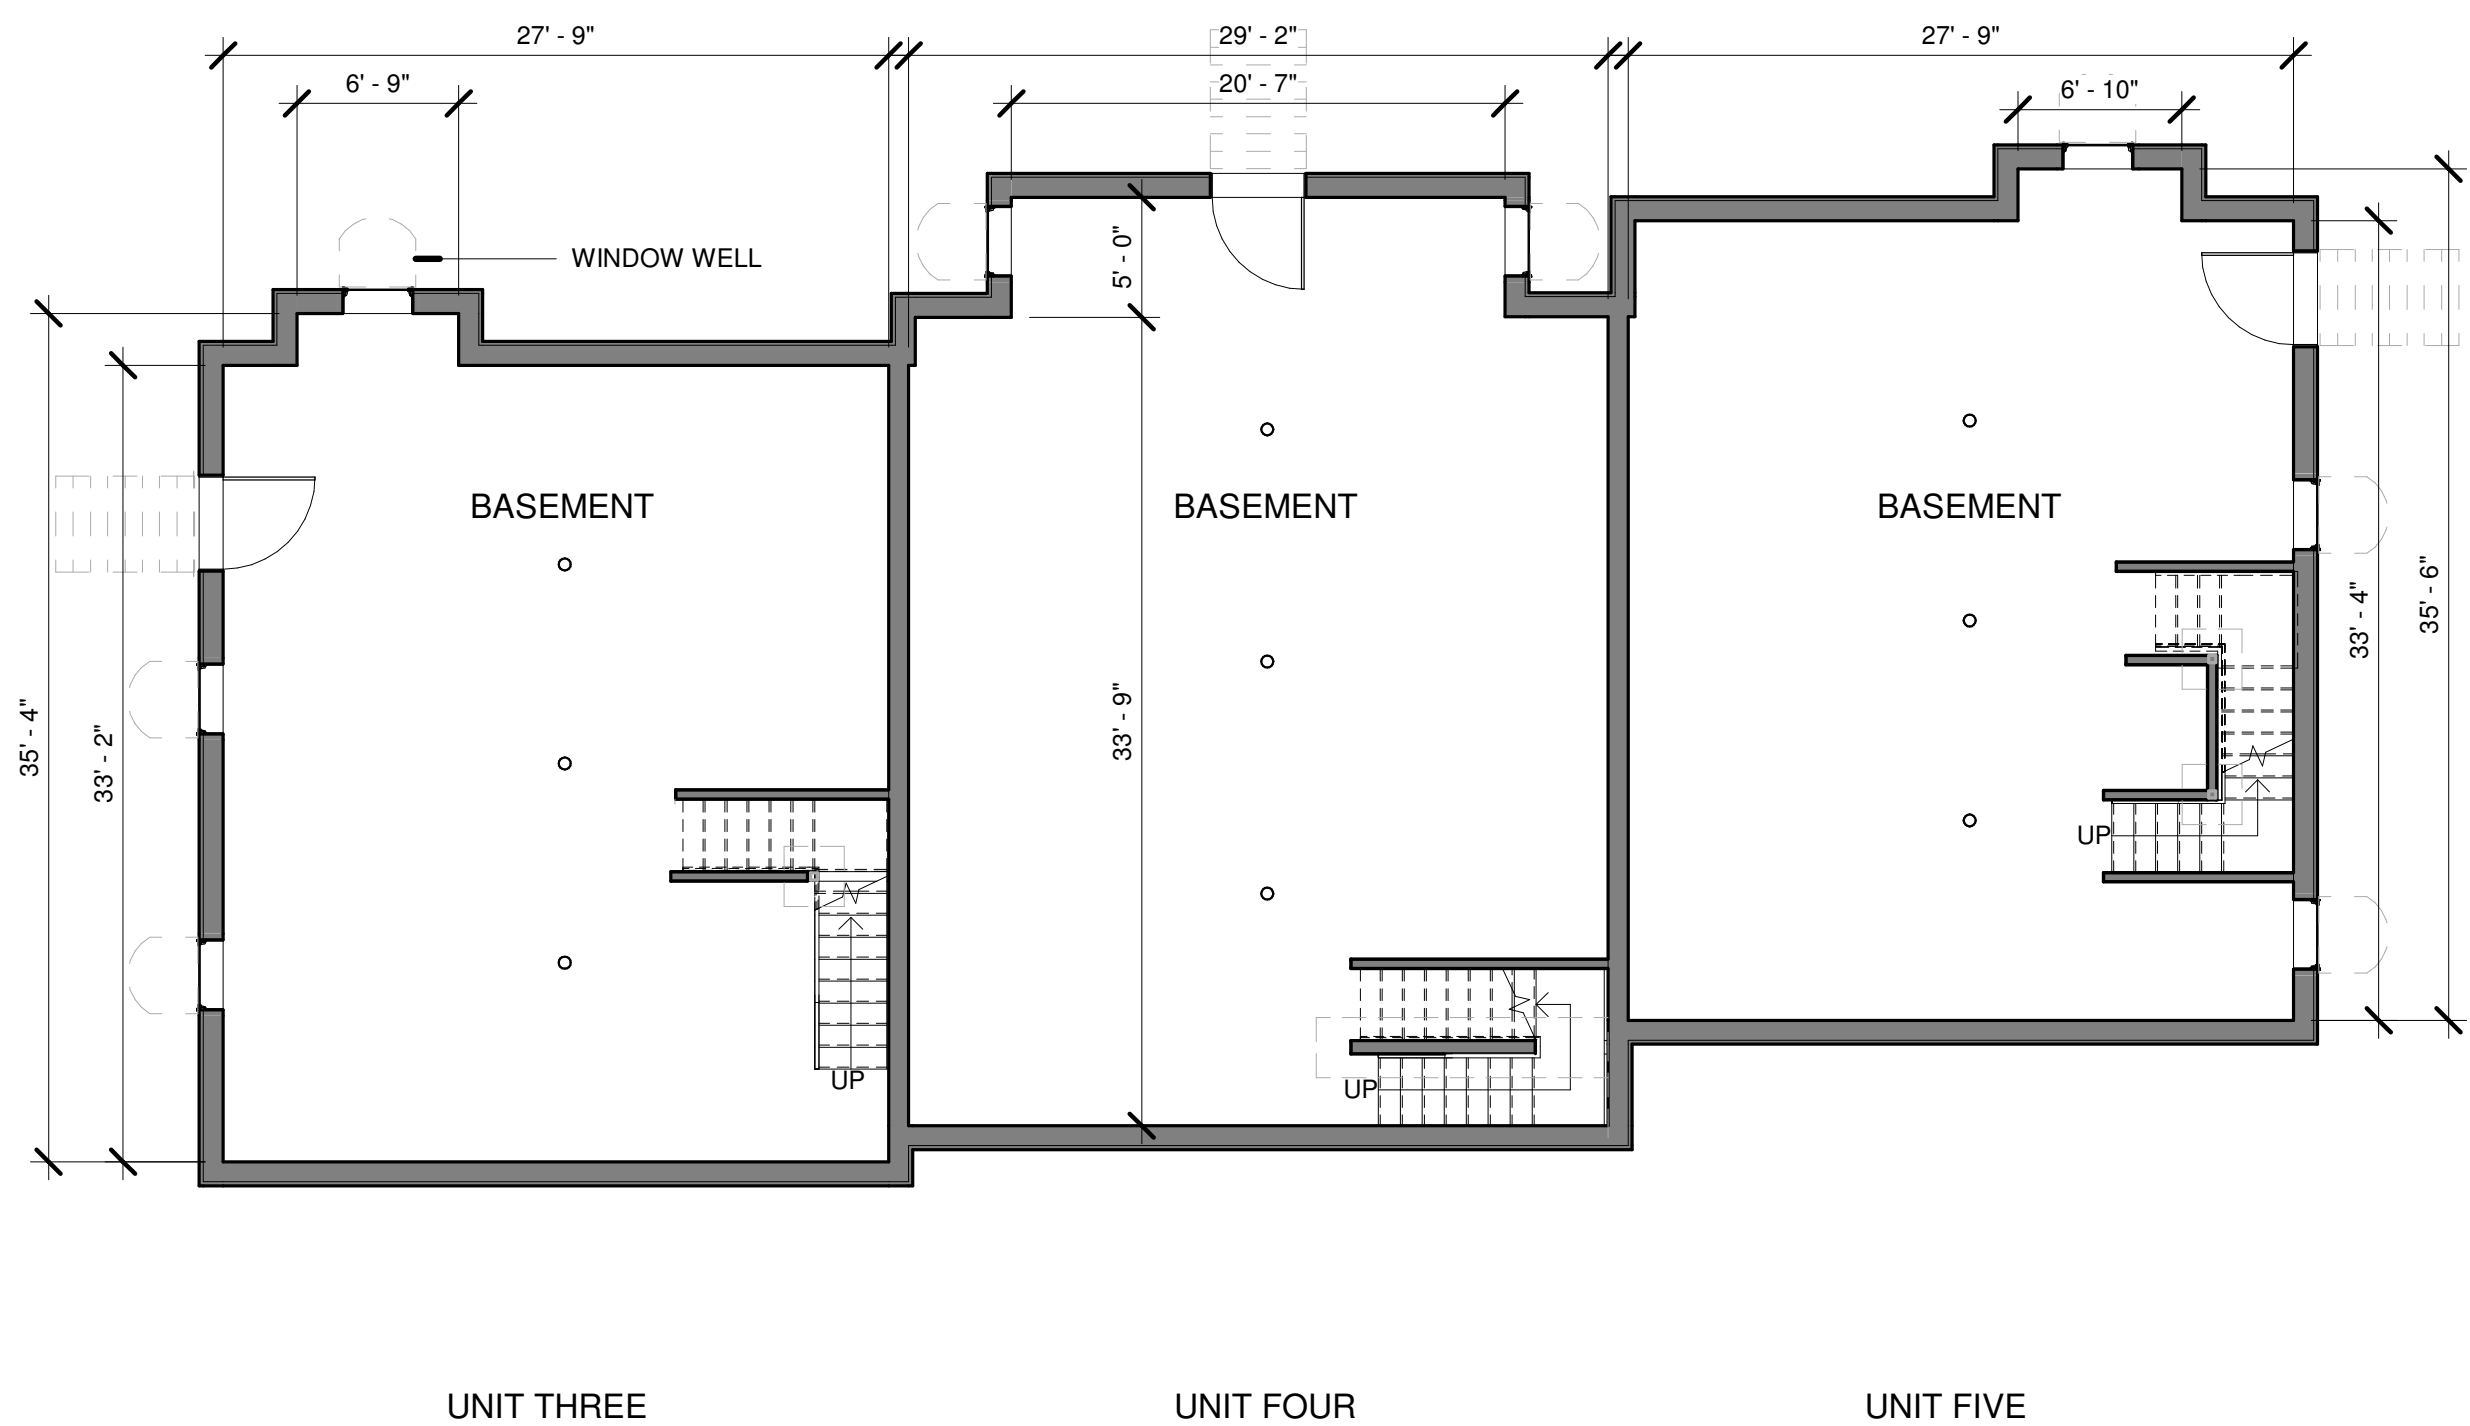 27' - 9"
29' - 2"
27' - 9"
6' - 9"
20' - 7"
6' - 10"
WINDOW WELL
5' - 0"
BASEMENT
BASEMENT
BASEMENT
35' - 4"
33' - 2"
33' - 9"
33' - 4"
35' - 6"
UP
UP
UP
UNIT THREE
UNIT FOUR
UNIT FIVE